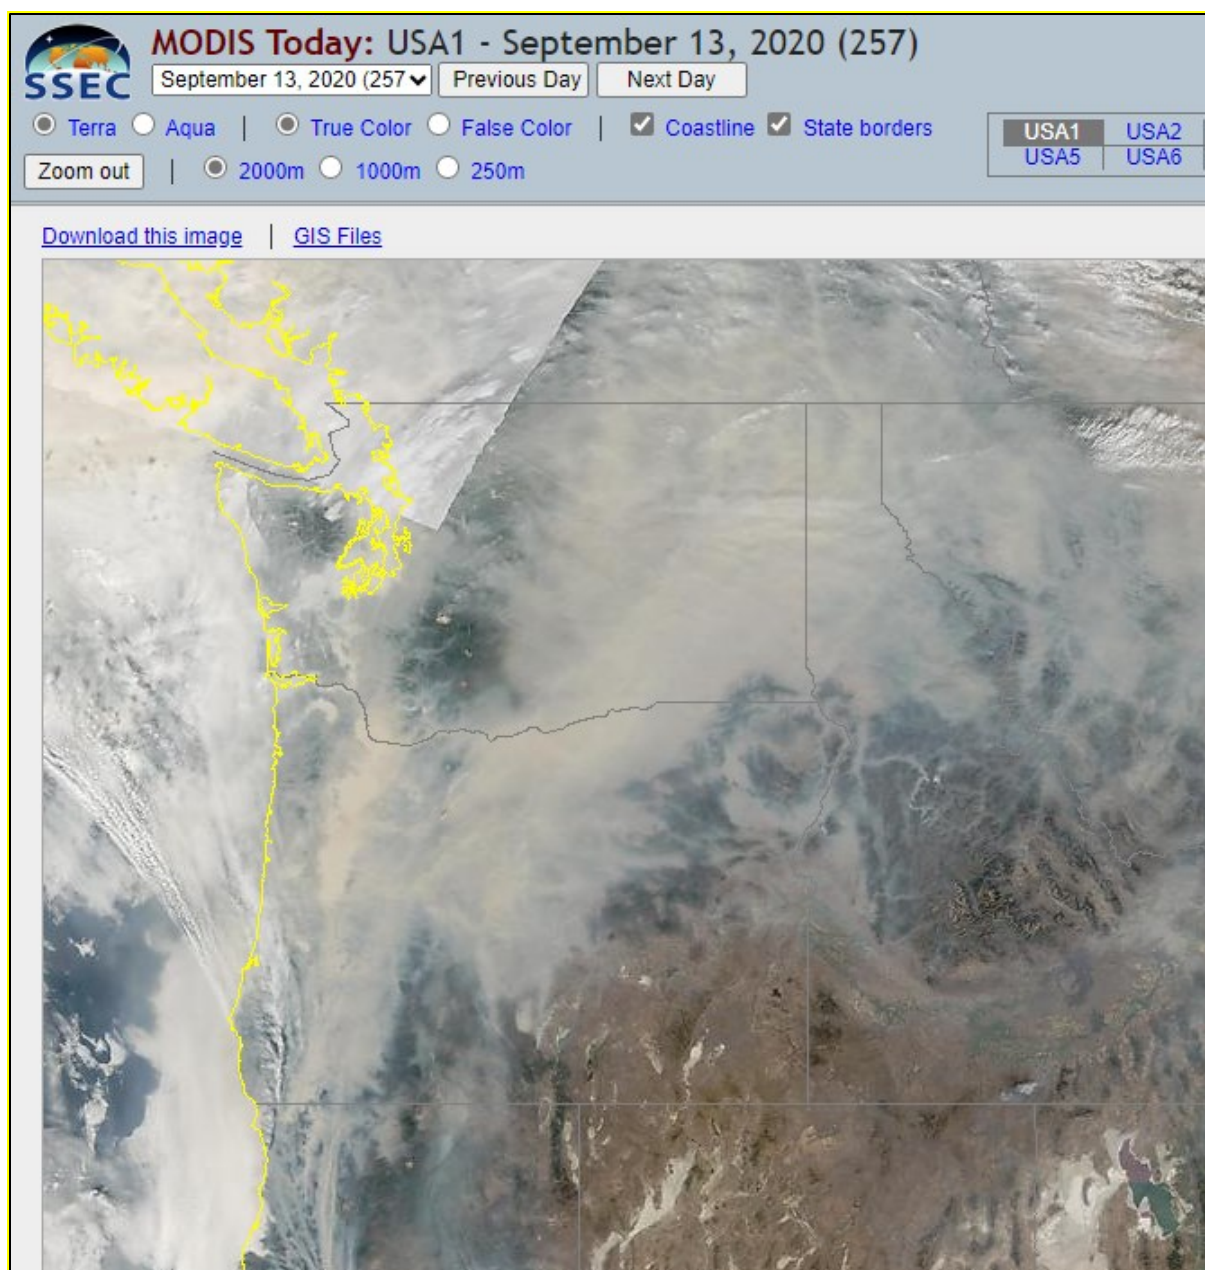 SSEC
MODIS Today: USA1 - September 13, 2020 (257)
September 13, 2020 (257 Previous Day Next Day
Terra Aqua | True Color False Color | Coastline State borders
USA1 USA2
Zoom out | 2000m 1000m 250m
USA5 USA6
Download this image | GIS Files